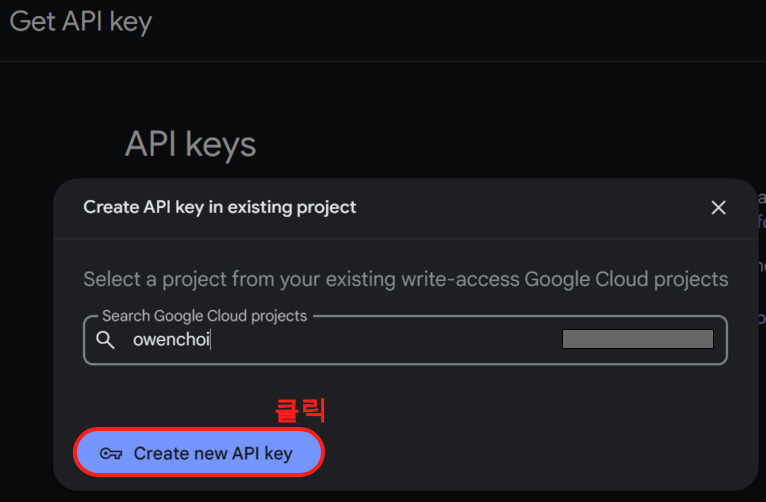 Get API key
API keys
Create API key in existing project
Select a project from your existing write-access Google Cloud projects
Search Google Cloud projects
owenchoi
클릭
Create new API key